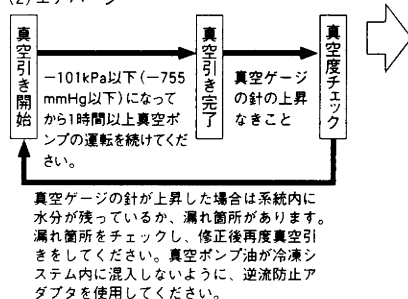 (2)エアパージ
真空引き開始
－101kPa以下(－755
mmHg以下)になって
から1時間以上真空ポ
ンプの運転を続けてくだ
さい。
真空引き完了
真空ゲージ
の針の上昇
なきこと
真空度チェック
真空ゲージの針が上昇した場合は系統内に
水分が残っているか、漏れ箇所があります。
漏れ箇所をチェックし、修正後再度真空引
きをしてください。真空ポンプ油が冷凍シ
ステム内に混入しないように、逆流防止ア
ダプタを使用してください。